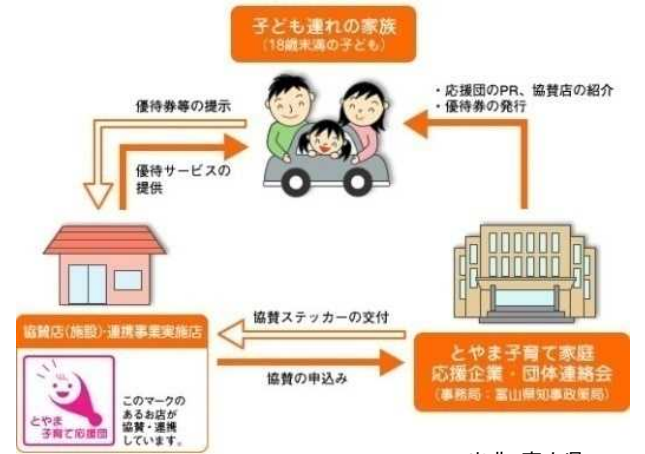 子ども連れの家族
(18歳未満の子ども)
優待券等の提示
・応援団のPR、協賛店の紹介
・優待券の発行
優待サービスの
提供
協賛ステッカーの交付
協賛店(施設)・連携事業実施店
とやま子育て家庭
応援企業・団体連絡会
(事務局:富山県知事政策局)
協賛の申込み
このマークの
あるお店が
協賛・連携
しています。
とやま
子育て応援団